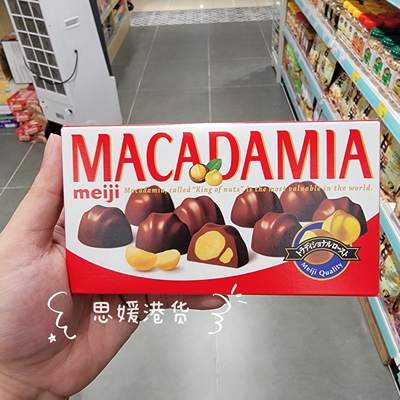 MACADAMIA
meiji
Macadamia, called "King of nuts" is the most valuable in the world.
トラディショナルロースト
Meiji Quality
思媛港货